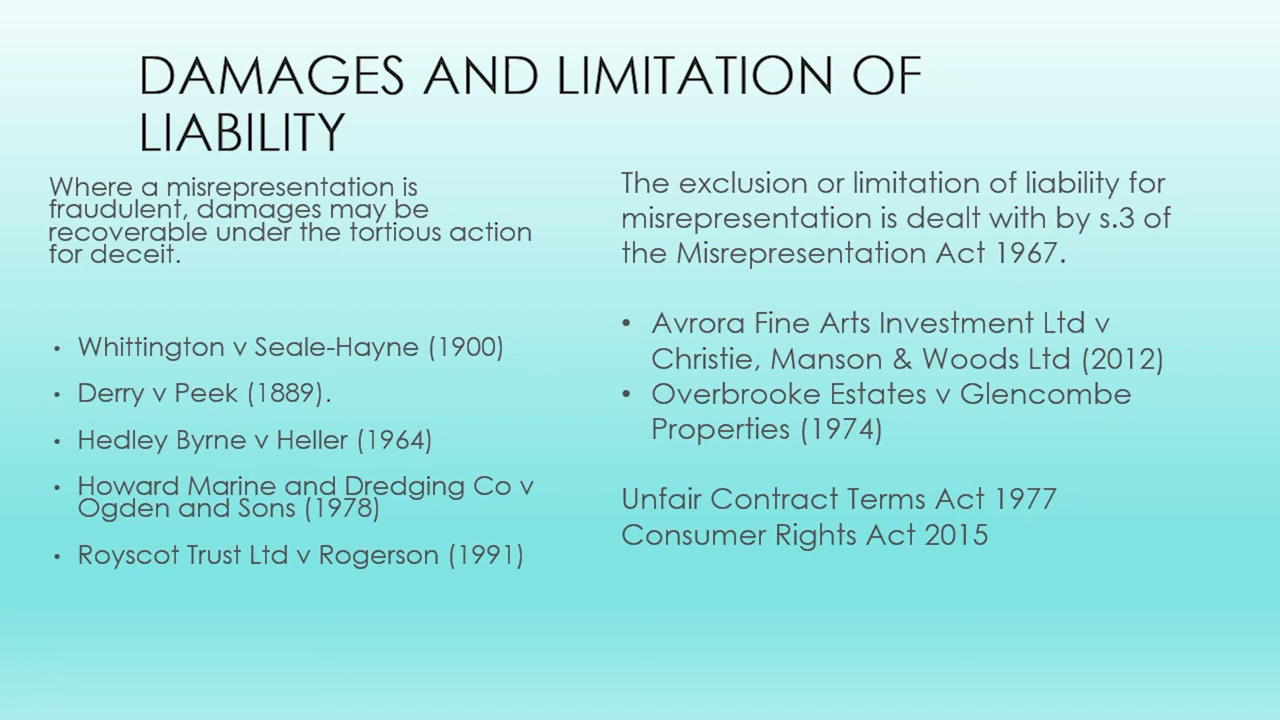 DAMAGES AND LIMITATION OF
LIABILITY
Where a misrepresentation is
fraudulent, damages may be
recoverable under the tortious action
for deceit.
• Whittington v Seale-Hayne (1900)
• Derry v Peek (1889).
• Hedley Byrne v Heller (1964)
• Howard Marine and Dredging Co v
Ogden and Sons (1978)
• Royscot Trust Ltd v Rogerson (1991)
The exclusion or limitation of liability for
misrepresentation is dealt with by s.3 of
the Misrepresentation Act 1967.
• Avrora Fine Arts Investment Ltd v
Christie, Manson & Woods Ltd (2012)
• Overbrooke Estates v Glencombe
Properties (1974)
Unfair Contract Terms Act 1977
Consumer Rights Act 2015